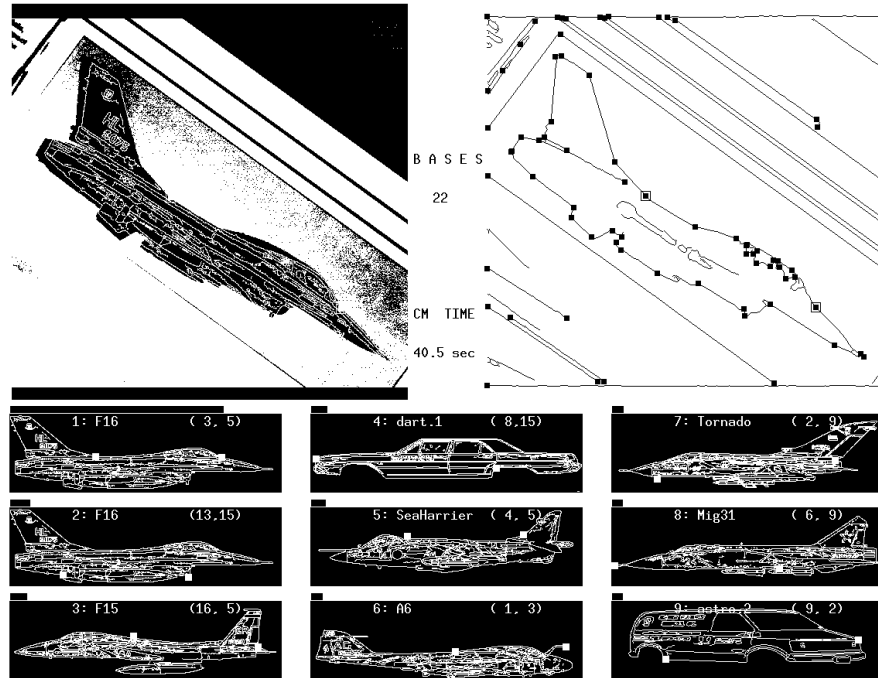 B A S E S
22
CM TIME
40.5 sec
1: F16 ( 3, 5)
4: dart.1 ( 8,15)
7: Tornado ( 2, 9)
2: F16 (13,15)
5: SeaHarrier ( 4, 5)
8: Mig31 ( 6, 9)
3: F15 (16, 5)
6: A6 ( 1, 3)
9: astro.2 ( 9, 2)
HL